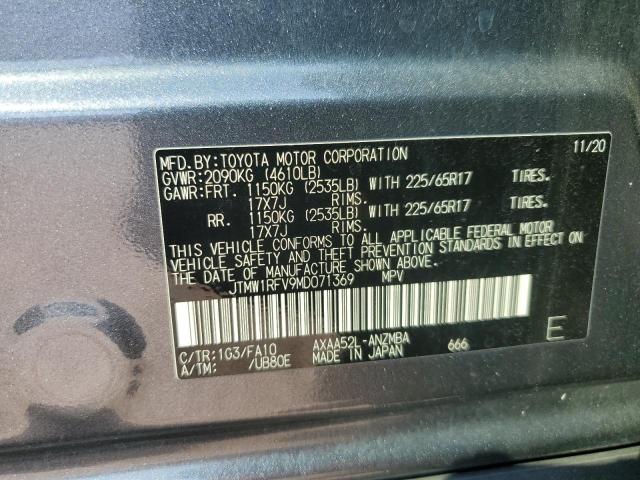 MFD.BY:TOYOTA MOTOR CORPORATION 11/20
GVWR:2090KG (4610LB)
GAWR:FRT. 1150KG (2535LB) WITH 225/65R17 TIRES.
17X7J RIMS.
RR. 1150KG (2535LB) WITH 225/65R17 TIRES.
17X7J RIMS.
THIS VEHICLE CONFORMS TO ALL APPLICABLE FEDERAL MOTOR
VEHICLE SAFETY AND THEFT PREVENTION STANDARDS IN EFFECT ON
THE DATE OF MANUFACTURE SHOWN ABOVE.
JTMW1RFV9MD071369 MPV
C/TR:1G3/FA10 AXAA52L-ANZMBA 666 E
A/TM: /UB80E MADE IN JAPAN